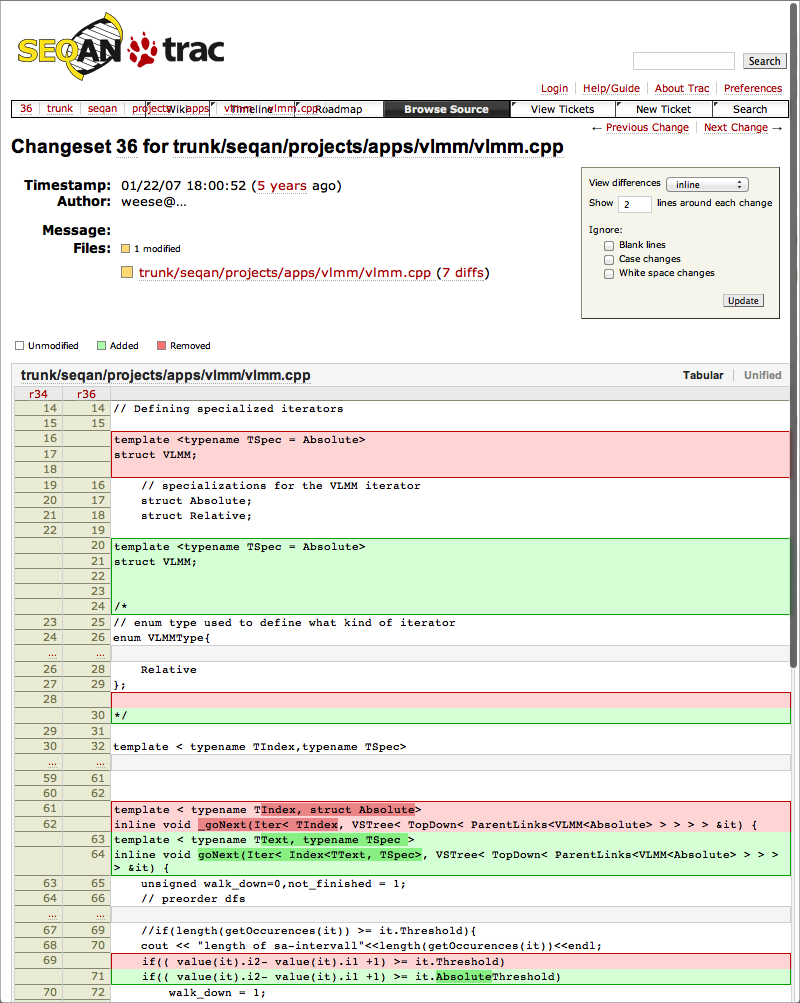 SEQAN trac
Search
Login Help/Guide About Trac Preferences
36 trunk seqan projects apps vlmm vlmm.cpp
Wiki Timeline Roadmap Browse Source View Tickets New Ticket Search
← Previous Change Next Change →
Changeset 36 for trunk/seqan/projects/apps/vlmm/vlmm.cpp
Timestamp: 01/22/07 18:00:52 (5 years ago)
Author: weese@…
Message:
Files: 1 modified
trunk/seqan/projects/apps/vlmm/vlmm.cpp (7 diffs)
View differences inline
Show 2 lines around each change
Ignore:
Blank lines
Case changes
White space changes
Update
Unmodified Added Removed
trunk/seqan/projects/apps/vlmm/vlmm.cpp Tabular Unified
r34 r36
14 14 // Defining specialized iterators
15 15
16 template <typename TSpec = Absolute>
17 struct VLMM;
18
19 16 // specializations for the VLMM iterator
20 17 struct Absolute;
21 18 struct Relative;
22 19
20 template <typename TSpec = Absolute>
21 struct VLMM;
22
23
24 /*
23 25 // enum type used to define what kind of iterator
24 26 enum VLMMType{
… …
26 28 Relative
27 29 };
28
30 */
29 31
30 32 template < typename TIndex,typename TSpec>
… …
59 61
60 62
61 template < typename TIndex, struct Absolute>
62 inline void _goNext(Iter< TIndex, VSTree< TopDown< ParentLinks<VLMM<Absolute> > > > > &it) {
63 template < typename TText, typename TSpec >
64 inline void goNext(Iter< Index<TText, TSpec>, VSTree< TopDown< ParentLinks<VLMM<Absolute> > > >
> &it) {
63 65 unsigned walk_down=0,not_finished = 1;
64 66 // preorder dfs
… …
67 69 //if(length(getOccurences(it)) >= it.Threshold){
68 70 cout << "length of sa-intervall"<<length(getOccurences(it))<<endl;
69 if(( value(it).i2- value(it).i1 +1) >= it.Threshold)
71 if(( value(it).i2- value(it).i1 +1) >= it.AbsoluteThreshold)
70 72 walk_down = 1;